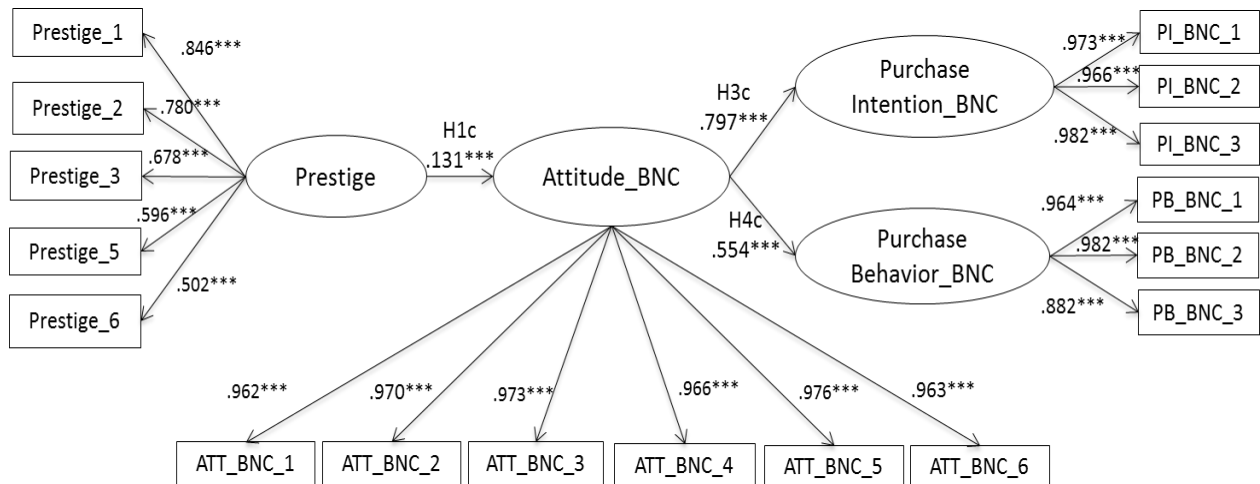 Prestige_1
Prestige_2
Prestige_3
Prestige_5
Prestige_6
.846***
.780***
.678***
.596***
.502***
Prestige
H1c
.131***
Attitude_BNC
H3c
.797***
H4c
.554***
Purchase
Intention_BNC
Purchase
Behavior_BNC
.973***
.966***
.982***
.964***
.982***
.882***
PI_BNC_1
PI_BNC_2
PI_BNC_3
PB_BNC_1
PB_BNC_2
PB_BNC_3
.962***
.970***
.973***
.966***
.976***
.963***
ATT_BNC_1
ATT_BNC_2
ATT_BNC_3
ATT_BNC_4
ATT_BNC_5
ATT_BNC_6